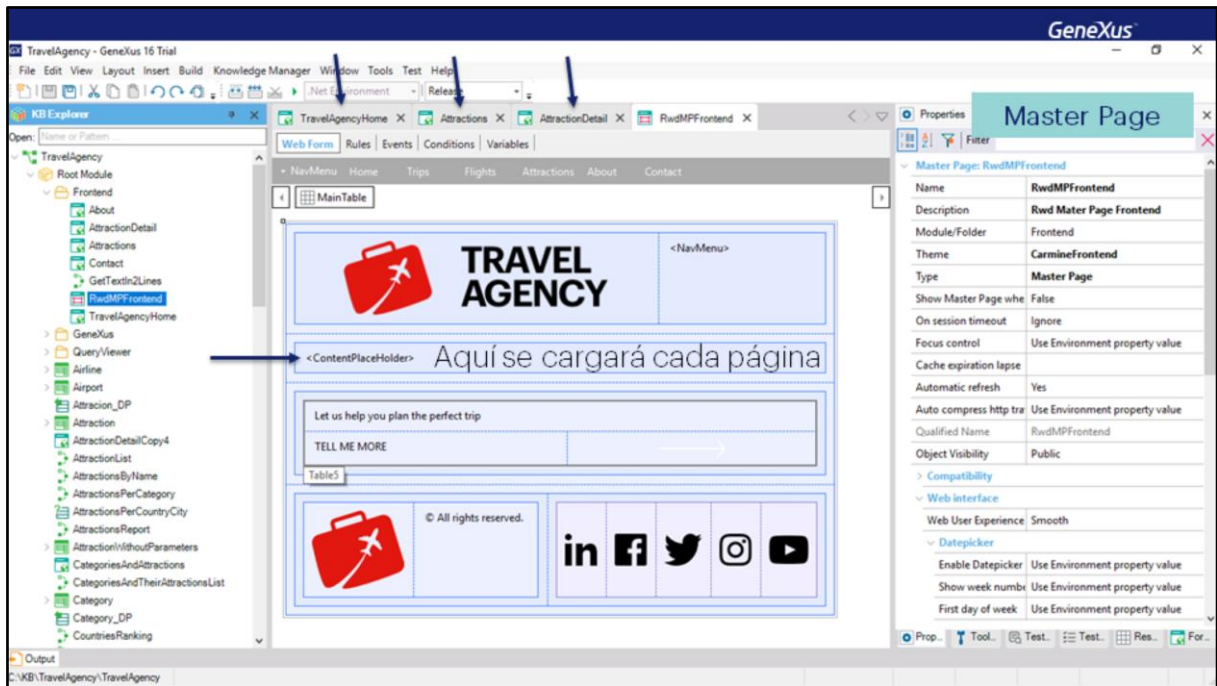 GeneXus
TravelAgency - GeneXus 16 Trial
File Edit View Layout Insert Build Knowledge Manager Window Tools Test Help
.Net Environment Release
KB Explorer
Open: Name or Pattern ...
TravelAgency
Root Module
Frontend
About
AttractionDetail
Attractions
Contact
GetTextIn2Lines
RwdMPFrontend
TravelAgencyHome
GeneXus
QueryViewer
Airline
Airport
Attracion_DP
Attraction
AttractionDetailCopy4
AttractionList
AttractionsByName
AttractionsPerCategory
AttractionsPerCountryCity
AttractionsReport
AttractionWithoutParameters
CategoriesAndAttractions
CategoriesAndTheirAttractionsList
Category
Category_DP
CountriesRanking
TravelAgencyHome X Attractions X AttractionDetail X RwdMPFrontend X
Web Form Rules Events Conditions Variables
NavMenu Home Trips Flights Attractions About Contact
MainTable
TRAVEL
AGENCY
<NavMenu>
<ContentPlaceHolder> Aquí se cargará cada página
Let us help you plan the perfect trip
TELL ME MORE
Table5
© All rights reserved.
in
Properties
Master Page
Filter
Master Page: RwdMPFrontend
Name RwdMPFrontend
Description Rwd Mater Page Frontend
Module/Folder Frontend
Theme CarmineFrontend
Type Master Page
Show Master Page whe False
On session timeout Ignore
Focus control Use Environment property value
Cache expiration lapse
Automatic refresh Yes
Auto compress http tra Use Environment property value
Qualified Name RwdMPFrontend
Object Visibility Public
Compatibility
Web interface
Web User Experience Smooth
Datepicker
Enable Datepicker Use Environment property value
Show week numbe Use Environment property value
First day of week Use Environment property value
Prop... Tool... Test... Test... Res... For...
Output
C:\KB\TravelAgency\TravelAgency